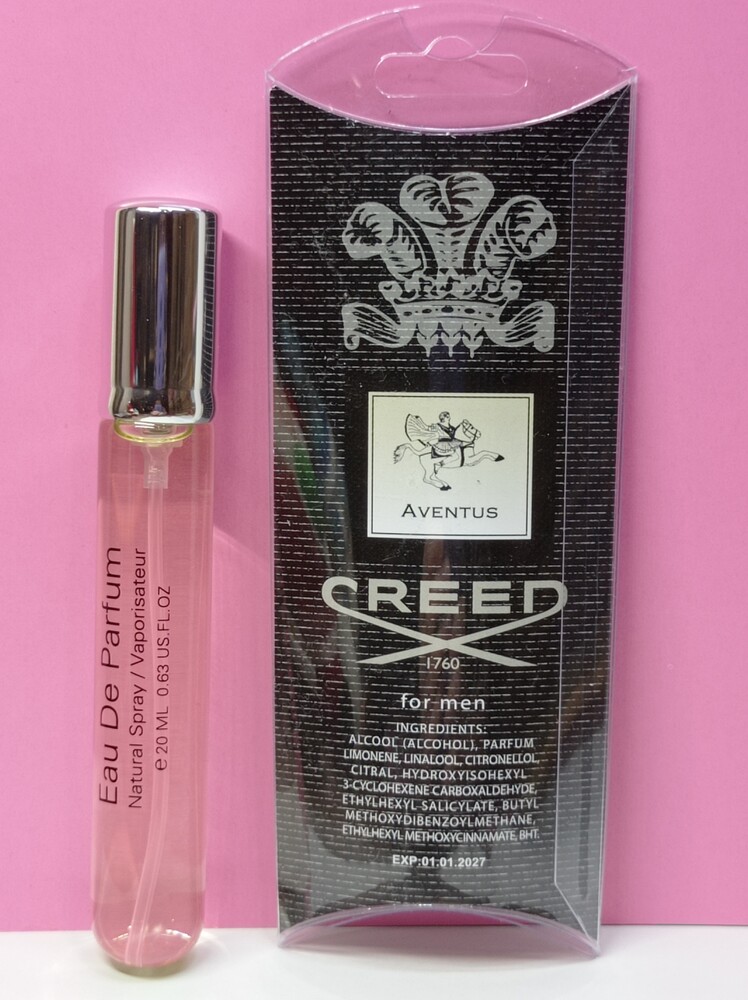 Eau De Parfum
Natural Spray / Vaporisateur
e 20 ML 0.63 US.FL.OZ
AVENTUS
CREED
1760
for men
INGREDIENTS:
ALCOOL (ALCOHOL), PARFUM
LIMONENE, LINALOOL, CITRONELLOL,
CITRAL, HYDROXYISOHEXYL
3-CYCLOHEXENE CARBOXALDEHYDE,
ETHYLHEXYL SALICYLATE, BUTYL
METHOXYDIBENZOYLMETHANE,
ETHYLHEXYL METHOXYCINNAMATE, BHT.
EXP:01.01.2027